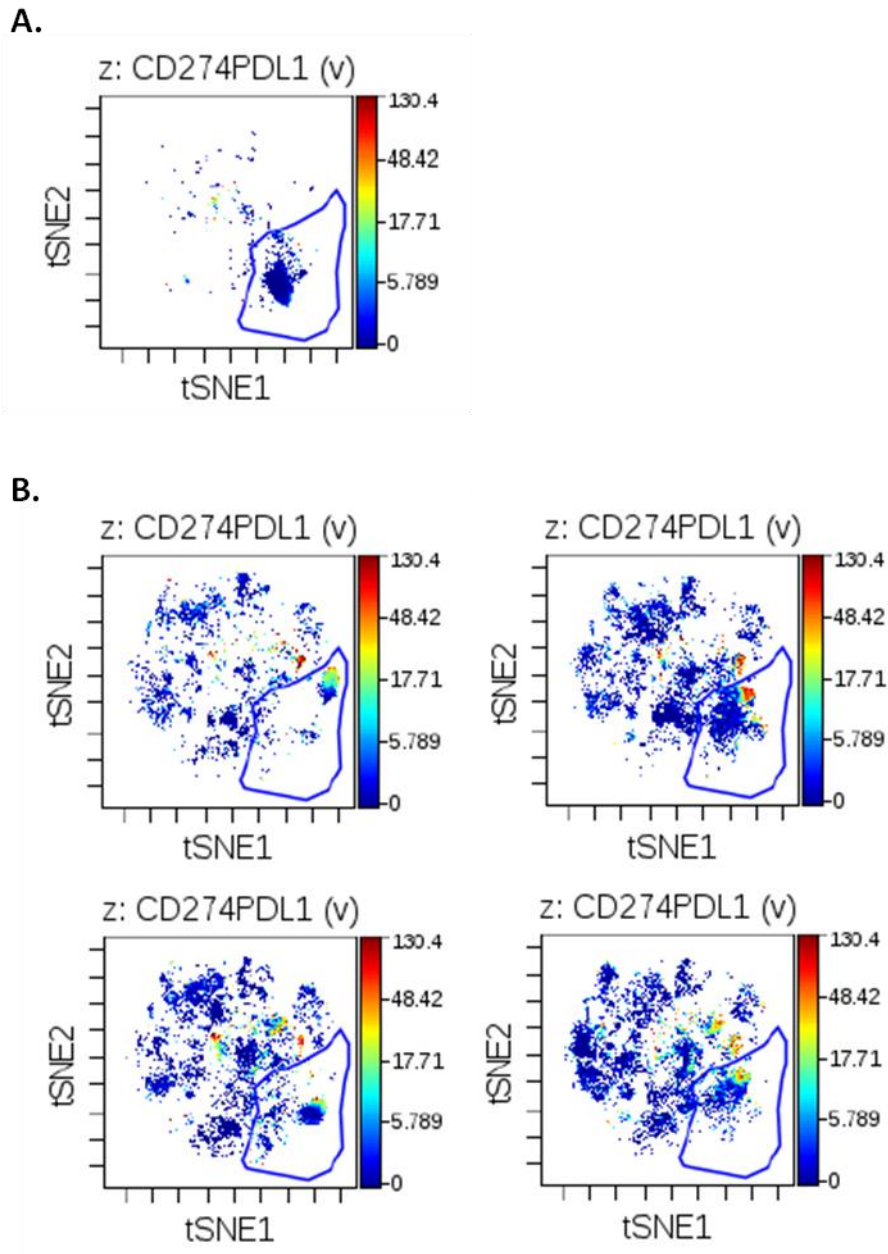 A.
z: CD274PDL1 (v)
130.4
48.42
17.71
5.789
0
tSNE2
tSNE1
B.
z: CD274PDL1 (v)
130.4
48.42
17.71
5.789
0
tSNE2
tSNE1
z: CD274PDL1 (v)
130.4
48.42
17.71
5.789
0
tSNE2
tSNE1
z: CD274PDL1 (v)
130.4
48.42
17.71
5.789
0
tSNE2
tSNE1
z: CD274PDL1 (v)
130.4
48.42
17.71
5.789
0
tSNE2
tSNE1